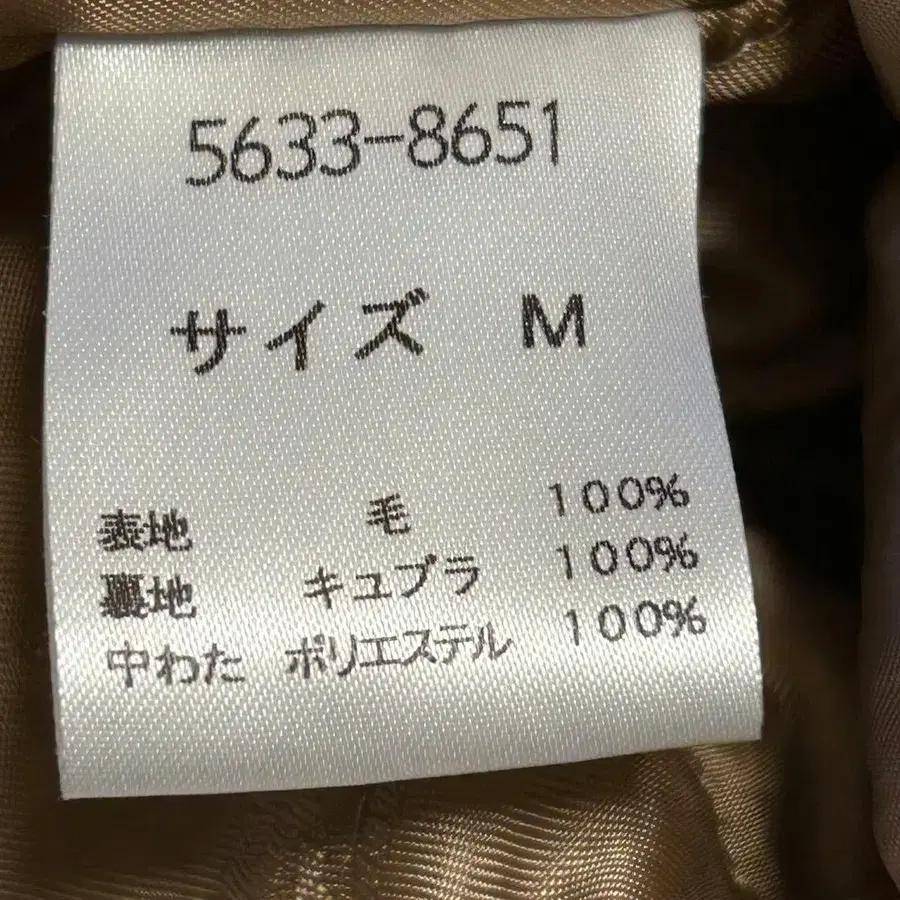 5633-8651
サイズ M
表地 毛 100%
裏地 キュプラ 100%
中わた ポリエステル 100%